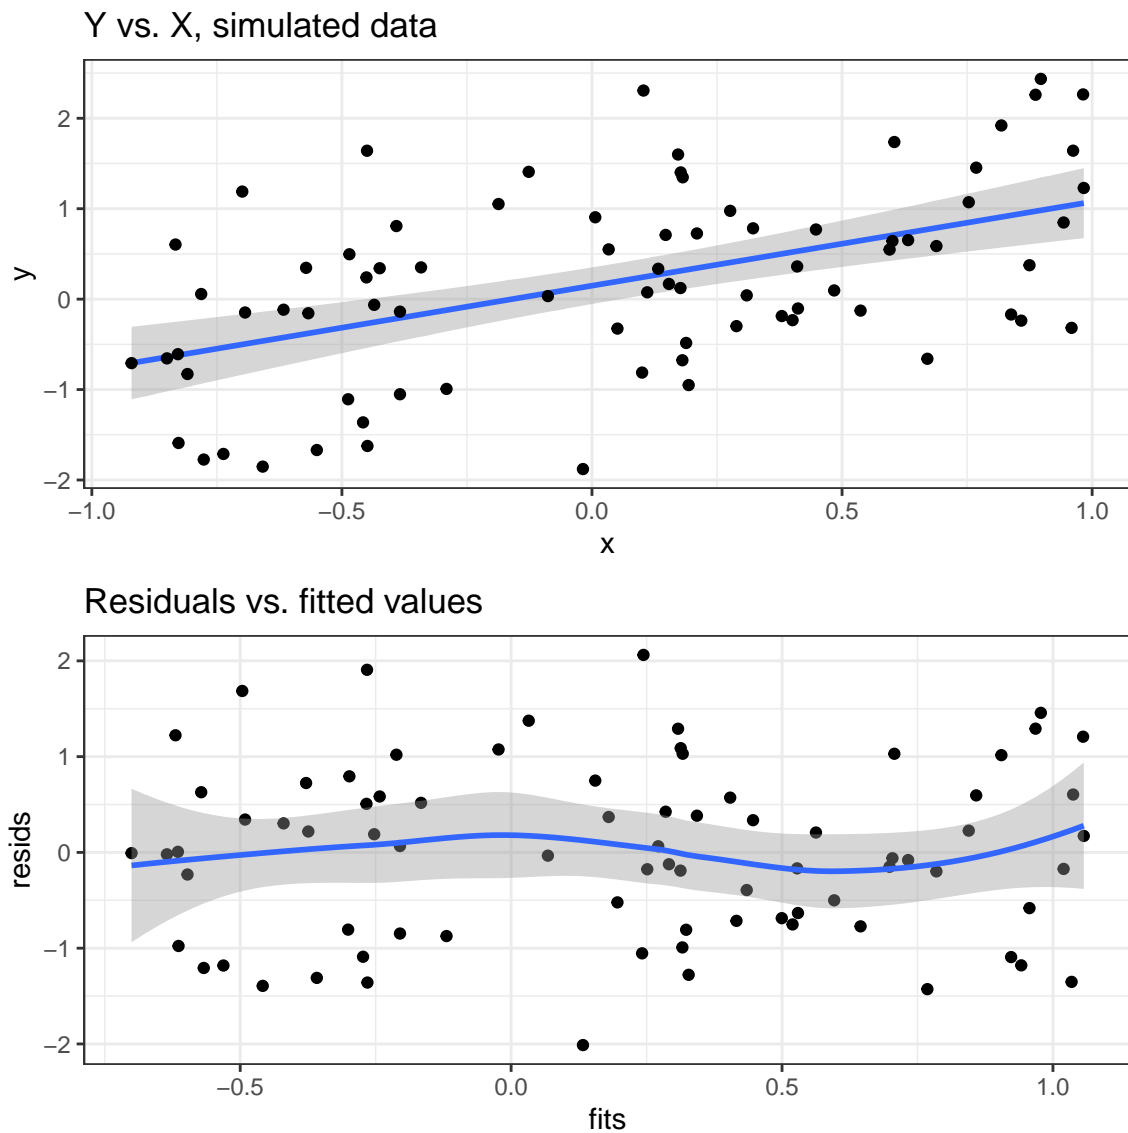 Y vs. X, simulated data
2
1
0
−1
−2
y
−1.0 −0.5 0.0 0.5 1.0
x
Residuals vs. fitted values
2
1
0
−1
−2
resids
−0.5 0.0 0.5 1.0
fits